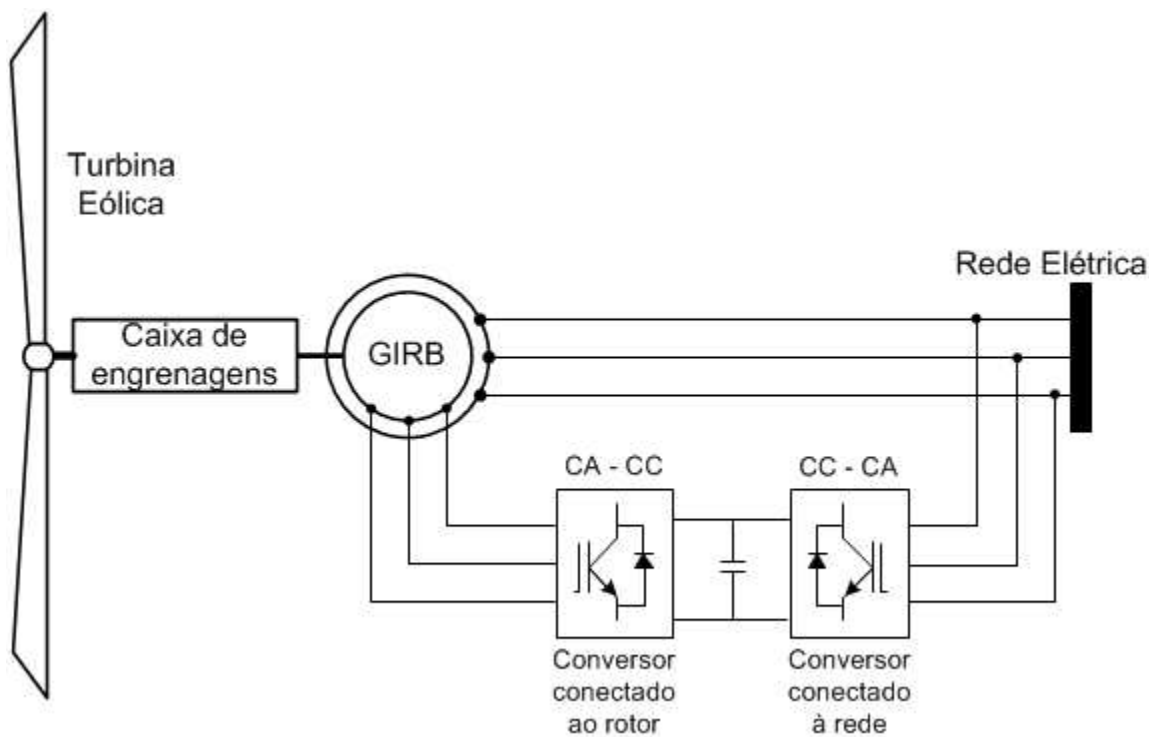 Turbina
Eólica
Rede Elétrica
Caixa de
engrenagens
GIRB
CA - CC
CC - CA
Conversor
conectado
ao rotor
Conversor
conectado
à rede